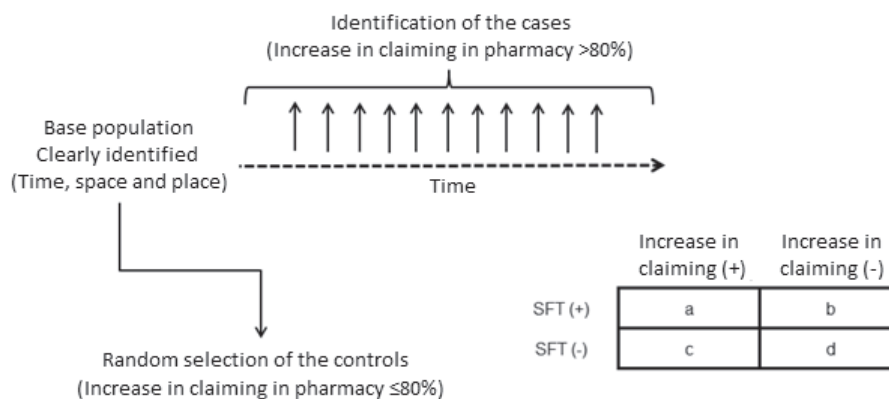 Identification of the cases
(Increase in claiming in pharmacy >80%)
Base population
Clearly identified
(Time, space and place)
Time
Increase in
claiming (+)
Increase in
claiming (-)
SFT (+)
a
b
SFT (-)
c
d
Random selection of the controls
(Increase in claiming in pharmacy ≤80%)